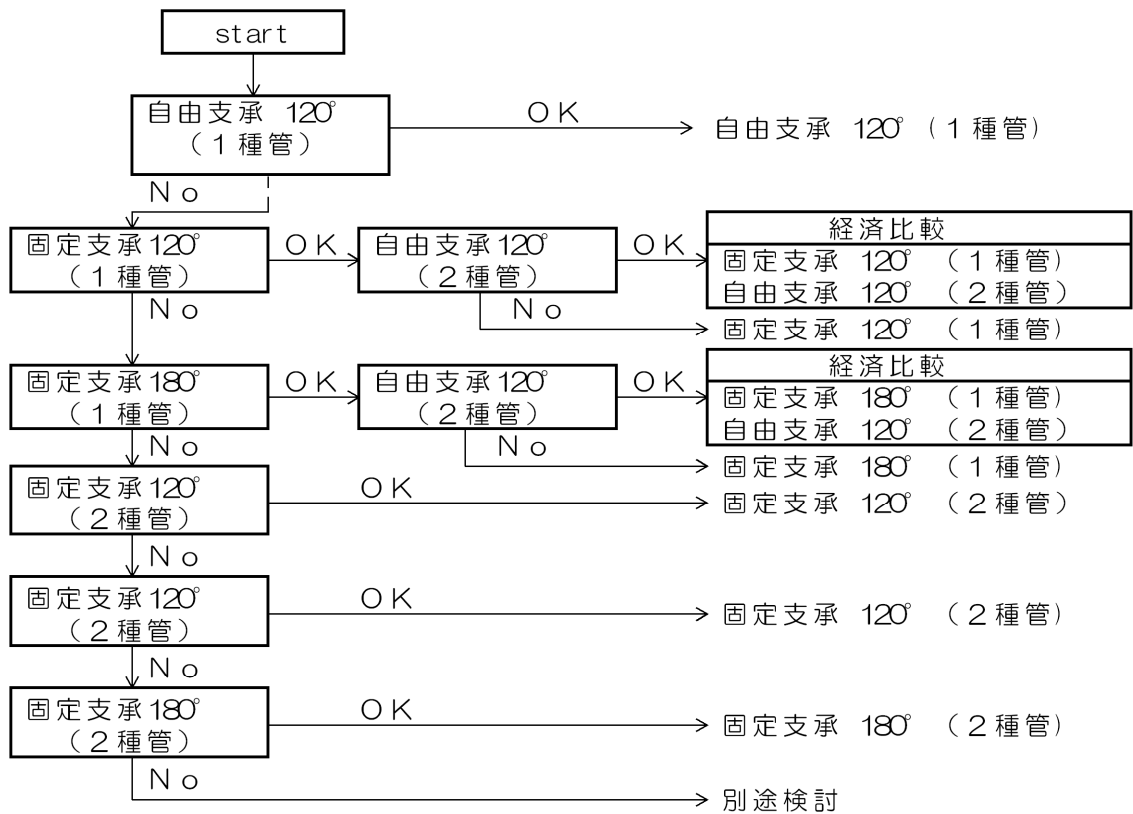 start
自由支承 120°
（1種管）
OK
自由支承 120°（1種管）
No
固定支承120°
（1種管）
OK
自由支承120°
（2種管）
OK
経済比較
固定支承 120° （1種管）
自由支承 120° （2種管）
No
No
固定支承 120° （1種管）
固定支承180°
（1種管）
OK
自由支承120°
（2種管）
OK
経済比較
固定支承 180° （1種管）
自由支承 120° （2種管）
No
No
固定支承 180° （1種管）
固定支承120°
（2種管）
OK
固定支承 120° （2種管）
No
固定支承120°
（2種管）
OK
固定支承 120° （2種管）
No
固定支承180°
（2種管）
OK
固定支承 180° （2種管）
No
別途検討